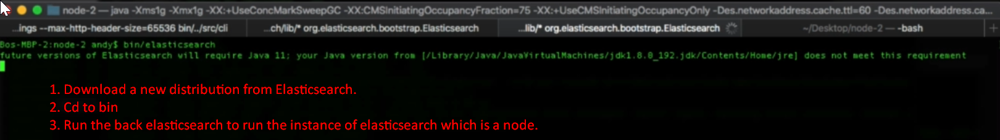 node-2 — java -Xms1g -Xmx1g -XX:+UseConcMarkSweepGC -XX:CMSInitiatingOccupancyFraction=75 -XX:+UseCMSInitiatingOccupancyOnly -Des.networkaddress.cache.ttl=60 -Des.networkaddress.ca...
...ings --max-http-header-size=65536 bin/../src/cli ...ch/lib/* org.elasticsearch.bootstrap.Elasticsearch ...lib/* org.elasticsearch.bootstrap.Elasticsearch ~/Desktop/node-2 — -bash +
Bos-MBP-2:node-2 andy$ bin/elasticsearch
future versions of Elasticsearch will require Java 11; your Java version from [/Library/Java/JavaVirtualMachines/jdk1.8.0_192.jdk/Contents/Home/jre] does not meet this requirement
1. Download a new distribution from Elasticsearch.
2. Cd to bin
3. Run the back elasticsearch to run the instance of elasticsearch which is a node.